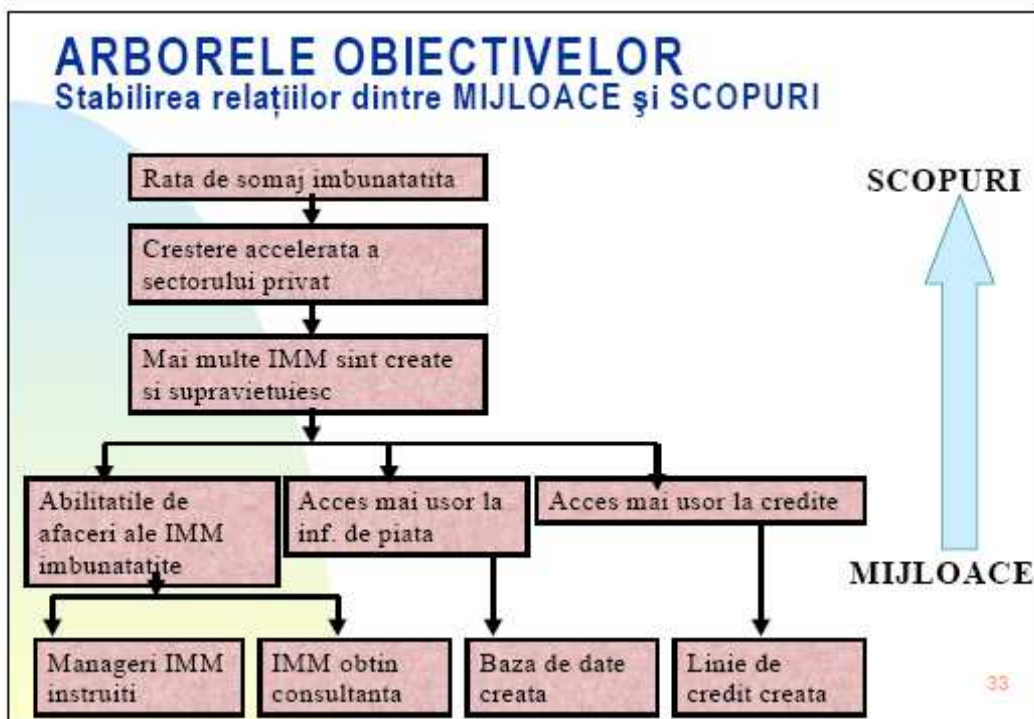 ARBORELE OBIECTIVELOR
Stabilirea relațiilor dintre MIJLOACE şi SCOPURI
Rata de somaj imbunatatita
SCOPURI
Crestere accelerata a
sectorului privat
Mai multe IMM sint create
si supravietuiesc
Abilitatile de
afaceri ale IMM
imbunatatite
Acces mai usor la
inf. de piata
Acces mai usor la credite
MIJLOACE
Manageri IMM
instruiti
IMM obtin
consultanta
Baza de date
creata
Linie de
credit creata
33